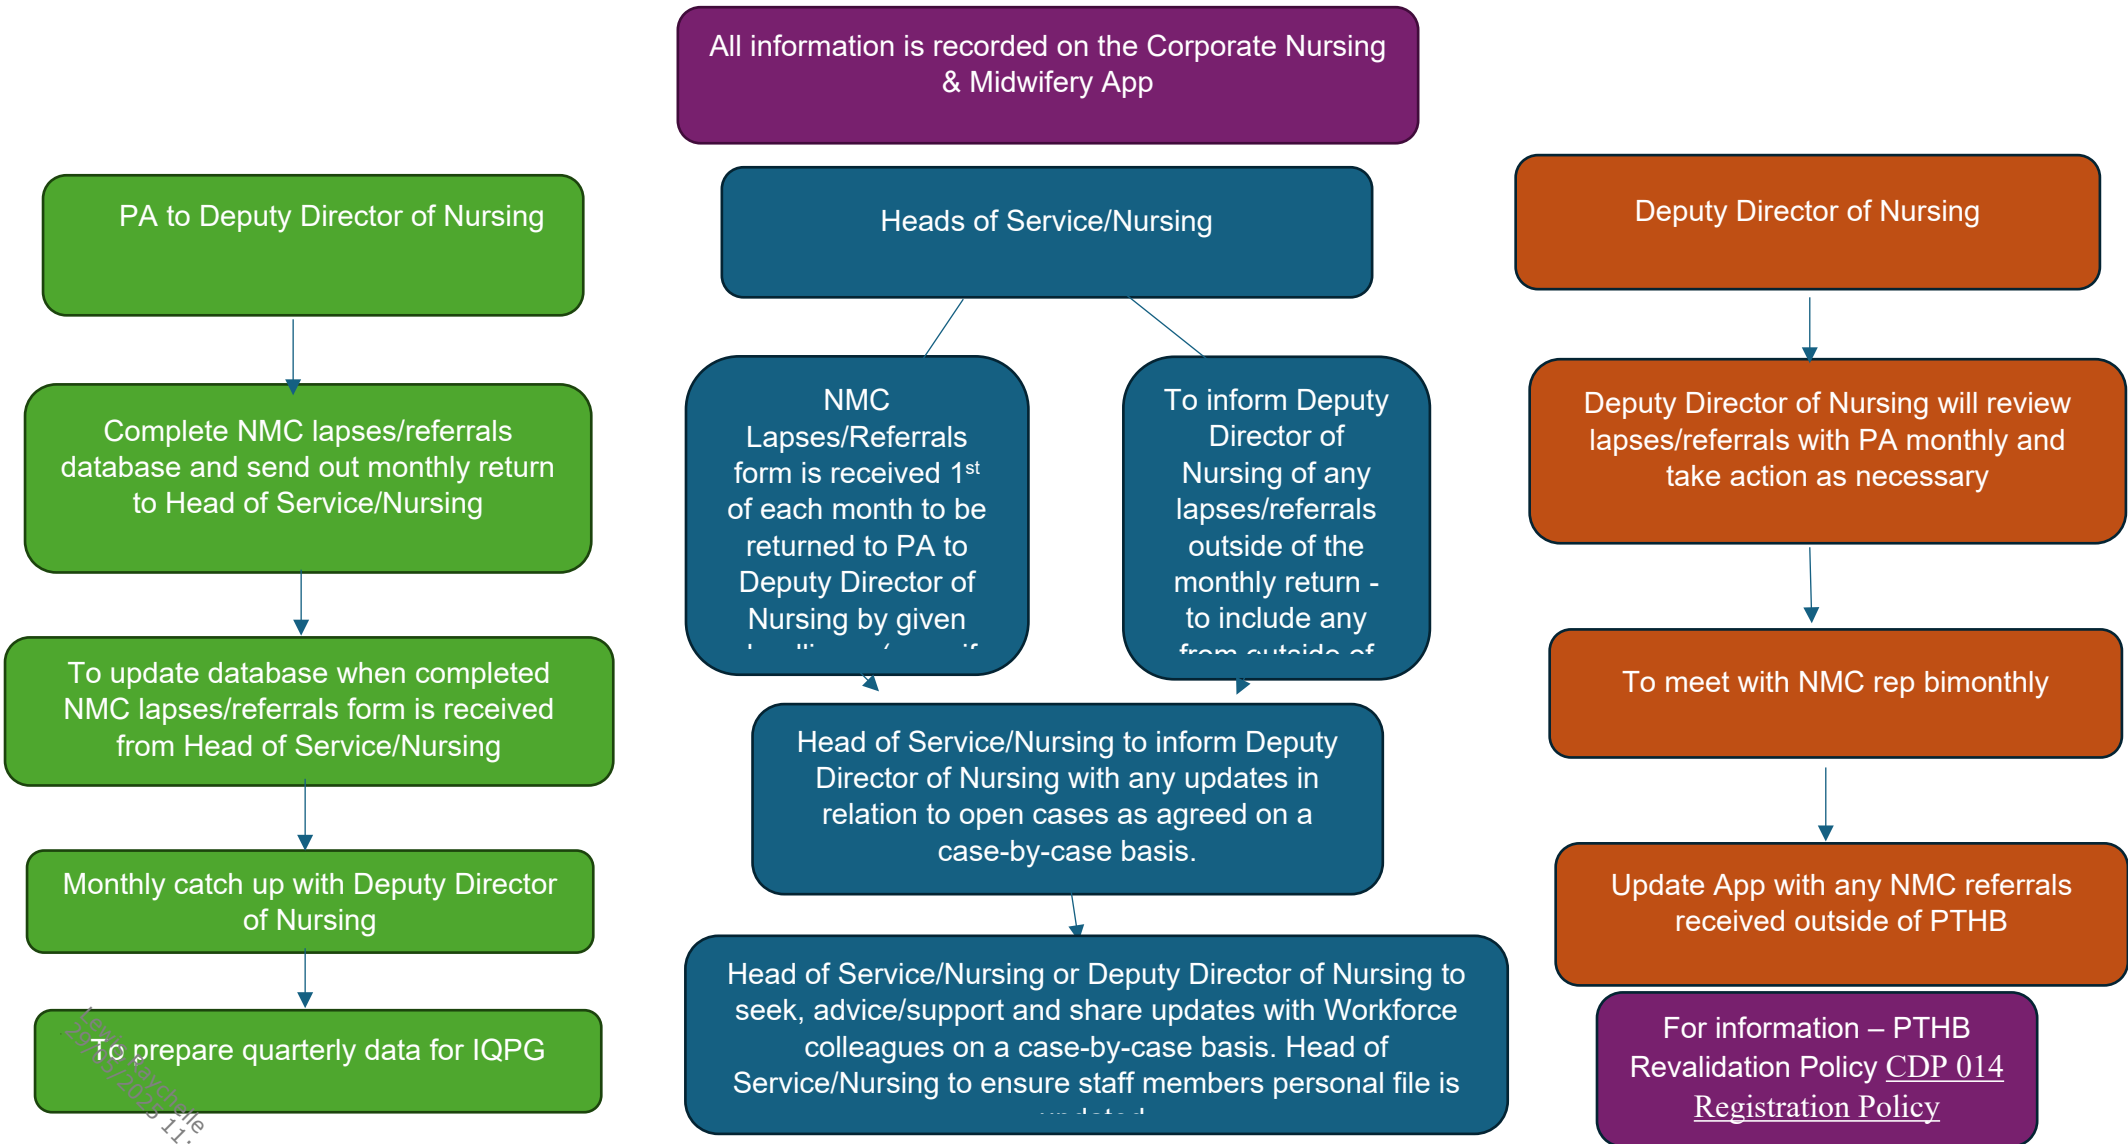 All information is recorded on the Corporate Nursing
& Midwifery App
PA to Deputy Director of Nursing
Complete NMC lapses/referrals
database and send out monthly return
to Head of Service/Nursing
To update database when completed
NMC lapses/referrals form is received
from Head of Service/Nursing
Monthly catch up with Deputy Director
of Nursing
To prepare quarterly data for IQPG
Heads of Service/Nursing
NMC
Lapses/Referrals
form is received 1st
of each month to be
returned to PA to
Deputy Director of
Nursing by given
To inform Deputy
Director of
Nursing of any
lapses/referrals
outside of the
monthly return -
to include any
from outside of
Head of Service/Nursing to inform Deputy
Director of Nursing with any updates in
relation to open cases as agreed on a
case-by-case basis.
Head of Service/Nursing or Deputy Director of Nursing to
seek, advice/support and share updates with Workforce
colleagues on a case-by-case basis. Head of
Service/Nursing to ensure staff members personal file is
updated
Deputy Director of Nursing
Deputy Director of Nursing will review
lapses/referrals with PA monthly and
take action as necessary
To meet with NMC rep bimonthly
Update App with any NMC referrals
received outside of PTHB
For information – PTHB
Revalidation Policy CDP 014
Registration Policy